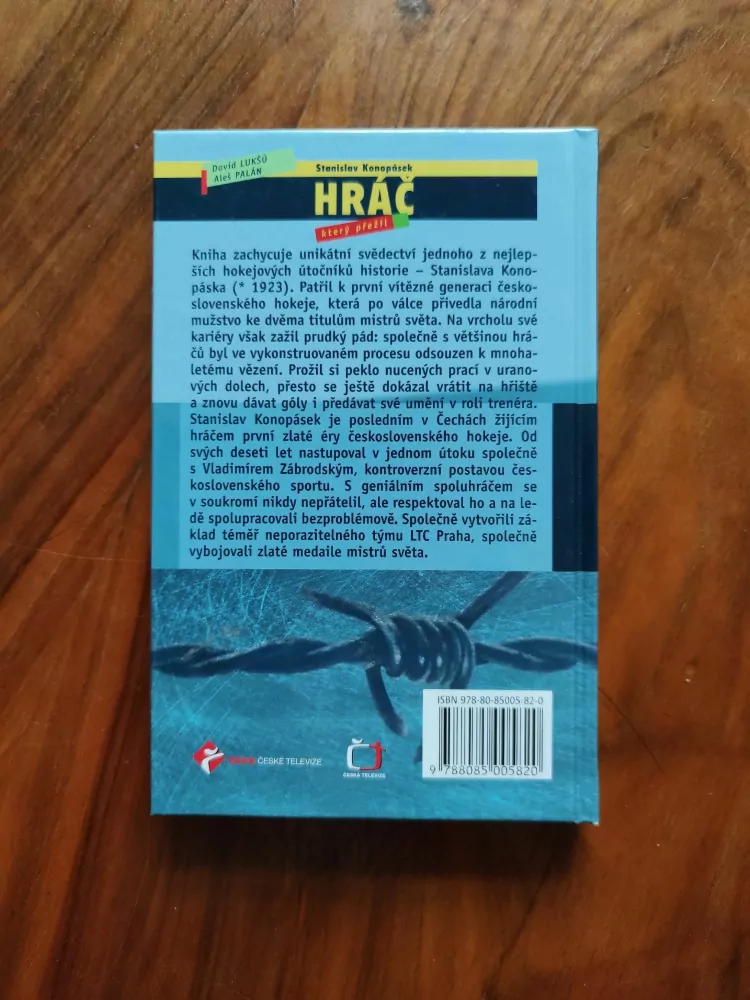 David LUKŠŮ
Aleš PALÁN
Stanislav Konopásek
HRÁČ
který přežil
Kniha zachycuje unikátní svědectví jednoho z nejlep-
ších hokejových útočníků historie – Stanislava Kono-
páska (* 1923). Patřil k první vítězné generaci česko-
slovenského hokeje, která po válce přivedla národní
mužstvo ke dvěma titulům mistrů světa. Na vrcholu své
kariéry však zažil prudký pád: společně s většinou hrá-
čů byl ve vykonstruovaném procesu odsouzen k mnoha-
letému vězení. Prožil si peklo nucených prací v urano-
vých dolech, přesto se ještě dokázal vrátit na hřiště
a znovu dávat góly i předávat své umění v roli trenéra.
Stanislav Konopásek je posledním v Čechách žijícím
hráčem první zlaté éry československého hokeje. Od
svých deseti let nastupoval v jednom útoku společně
s Vladimírem Zábrodským, kontroverzní postavou čes-
koslovenského sportu. S geniálním spoluhráčem se
v soukromí nikdy nepřátelil, ale respektoval ho a na le-
dě spolupracovali bezproblémově. Společně vytvořili zá-
klad téměř neporazitelného týmu LTC Praha, společně
vybojovali zlaté medaile mistrů světa.
ISBN 978-80-85005-82-0
9 788085 005820
ČESKÉ TELEVIZE
ČT
ČESKÁ TELEVIZE